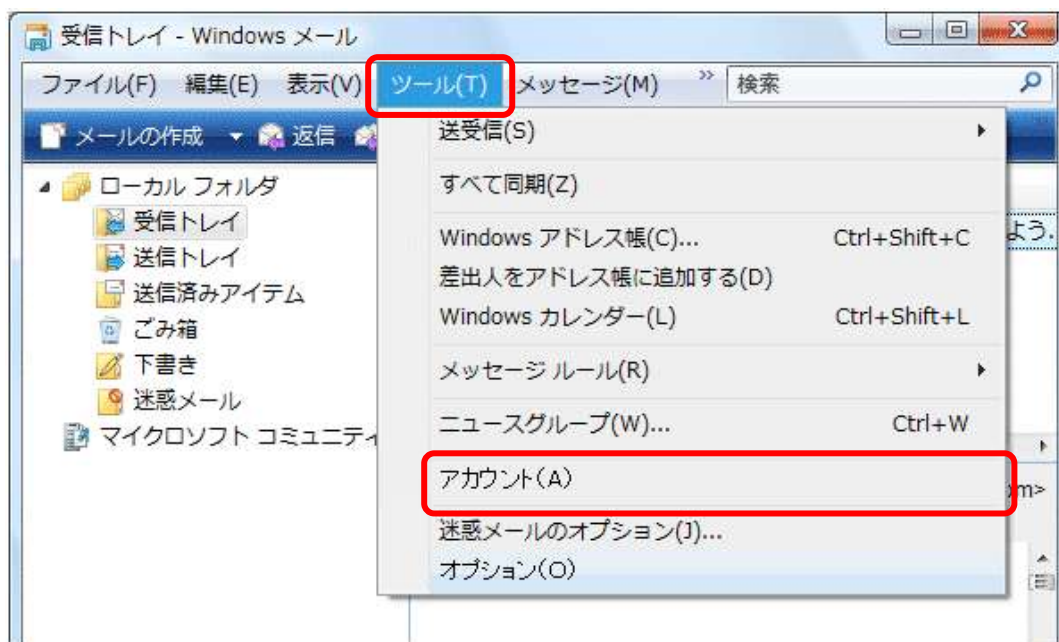 受信トレイ - Windows メール
ファイル(F) 編集(E) 表示(V) ツール(T) メッセージ(M) » 検索
メールの作成 返信
送受信(S)
すべて同期(Z)
Windows アドレス帳(C)... Ctrl+Shift+C
差出人をアドレス帳に追加する(D)
Windows カレンダー(L) Ctrl+Shift+L
メッセージ ルール(R)
ニュースグループ(W)... Ctrl+W
アカウント(A)
迷惑メールのオプション(J)...
オプション(O)
ローカル フォルダ
受信トレイ
送信トレイ
送信済みアイテム
ごみ箱
下書き
迷惑メール
マイクロソフト コミュニティ
よう.
om>